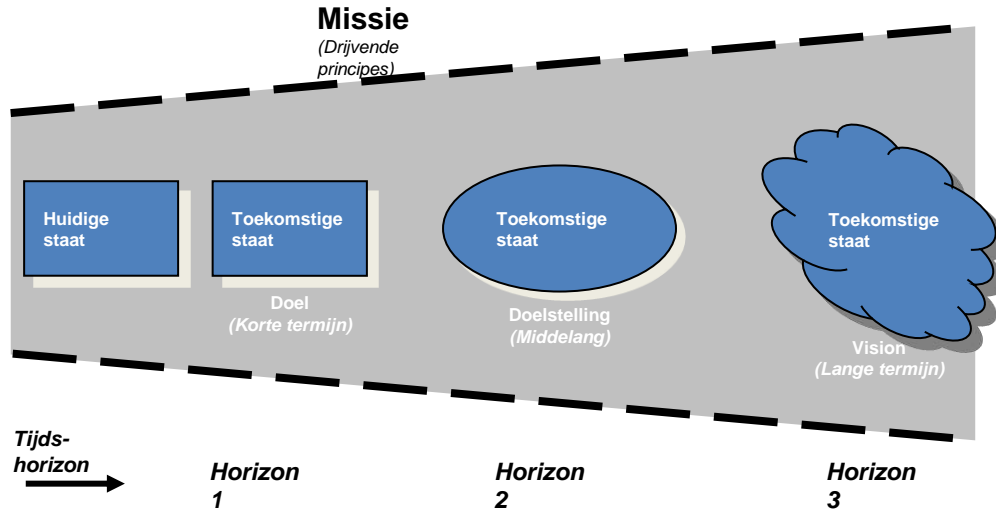 Missie
(Drijvende
principes)
Huidige
staat
Toekomstige
staat
Doel
(Korte termijn)
Toekomstige
staat
Doelstelling
(Middelang)
Toekomstige
staat
Vision
(Lange termijn)
Tijds-
horizon
Horizon
1
Horizon
2
Horizon
3